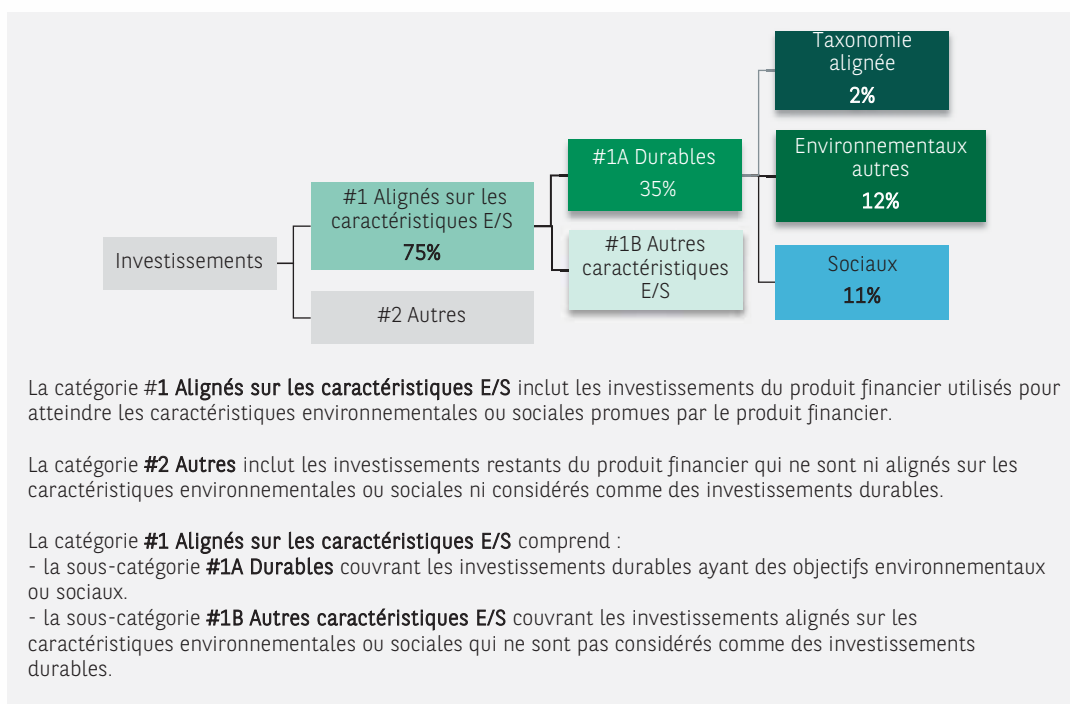 Taxonomie
alignée
2%
#1A Durables
35%
Environnementaux
autres
12%
#1 Alignés sur les
caractéristiques E/S
75%
#1B Autres
caractéristiques
E/S
Investissements
Sociaux
11%
#2 Autres
La catégorie #1 Alignés sur les caractéristiques E/S inclut les investissements du produit financier utilisés pour
atteindre les caractéristiques environnementales ou sociales promues par le produit financier.
La catégorie #2 Autres inclut les investissements restants du produit financier qui ne sont ni alignés sur les
caractéristiques environnementales ou sociales ni considérés comme des investissements durables.
La catégorie #1 Alignés sur les caractéristiques E/S comprend :
- la sous-catégorie #1A Durables couvrant les investissements durables ayant des objectifs environnementaux
ou sociaux.
- la sous-catégorie #1B Autres caractéristiques E/S couvrant les investissements alignés sur les
caractéristiques environnementales ou sociales qui ne sont pas considérés comme des investissements
durables.